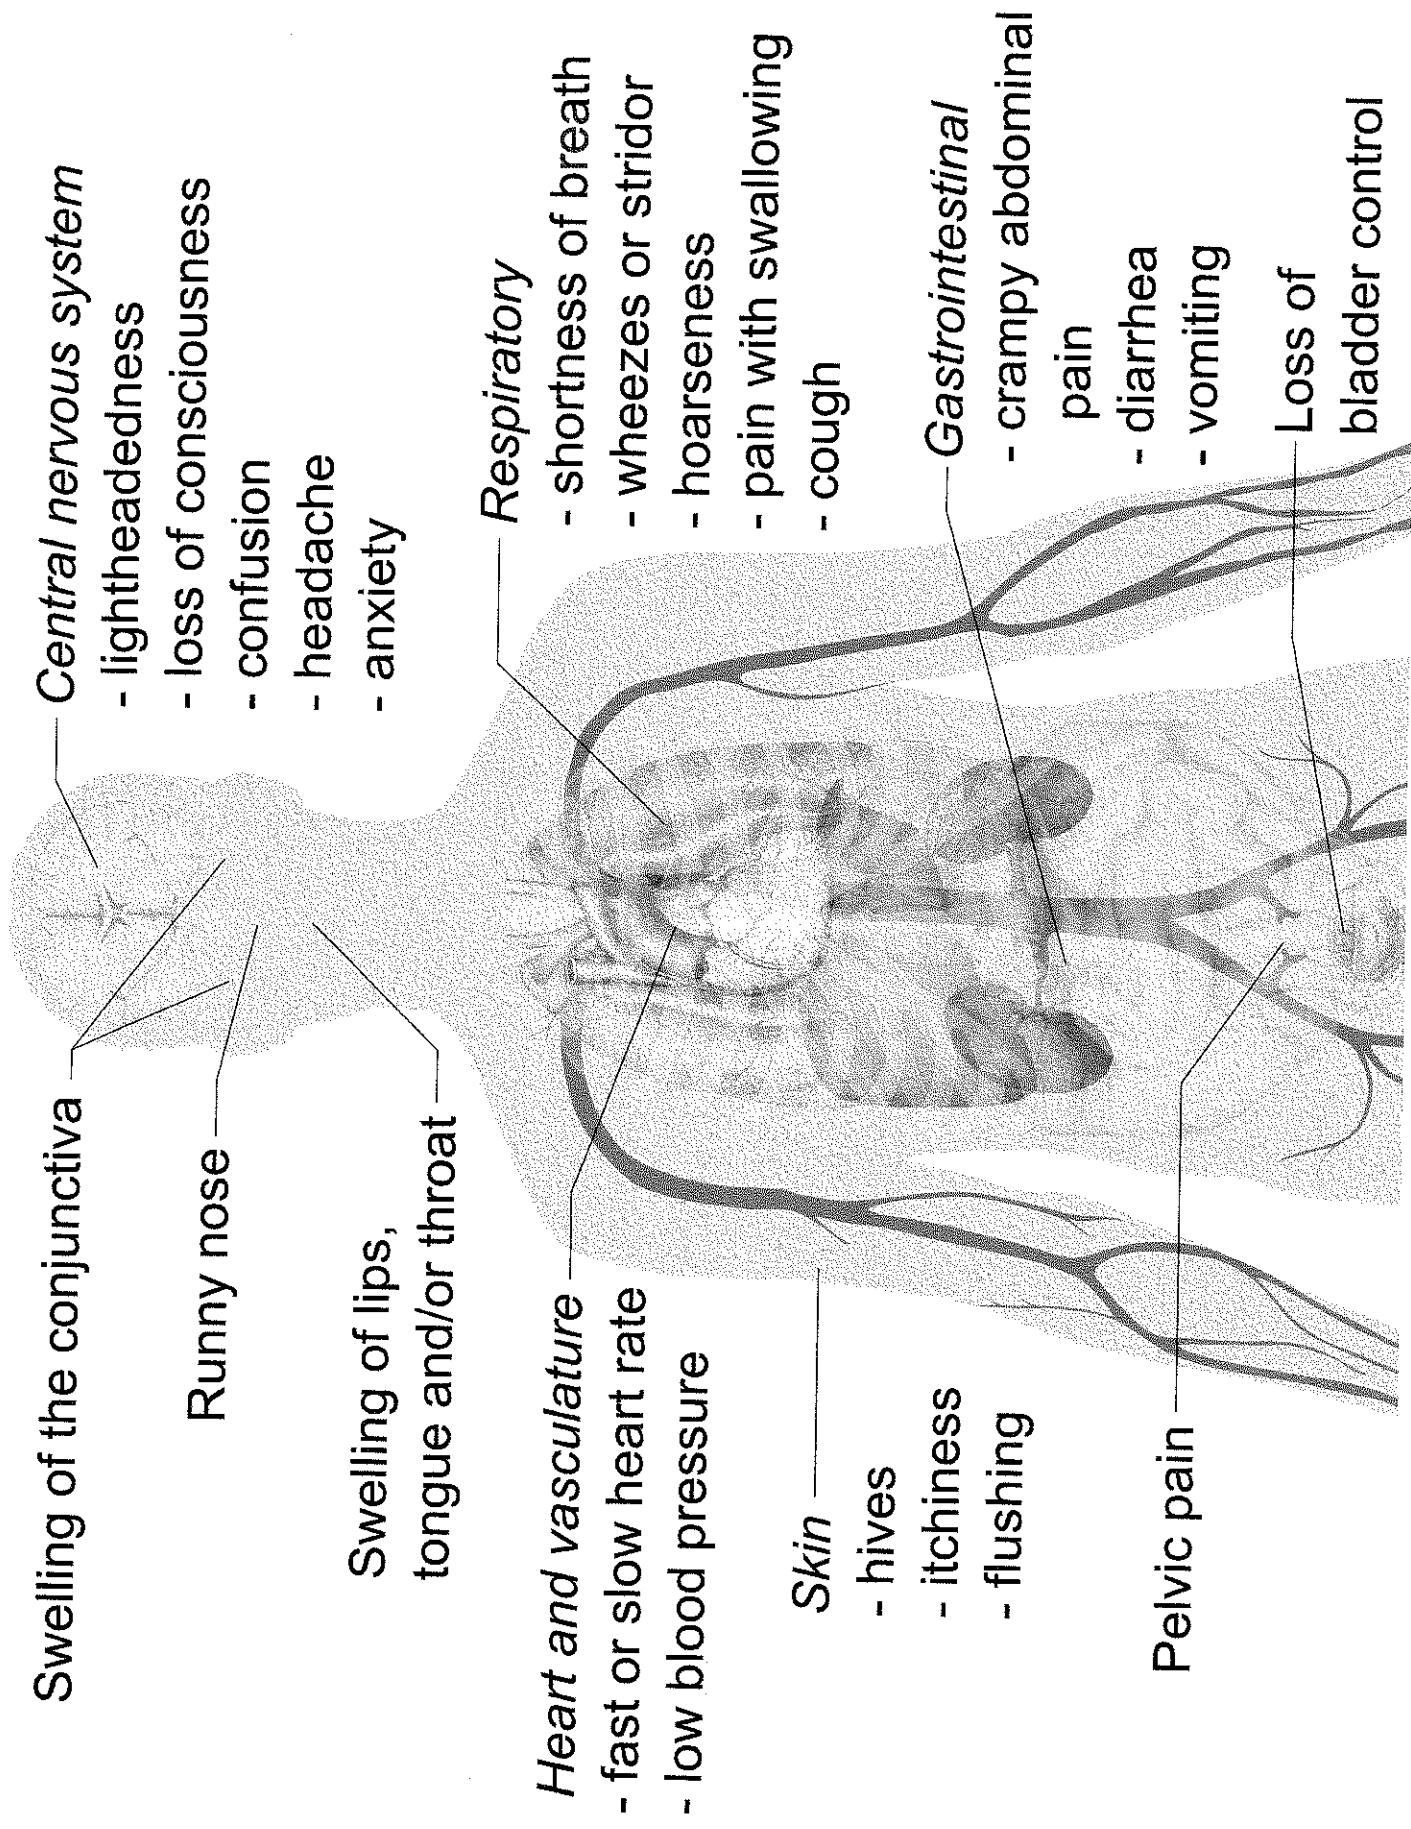 Swelling of the conjunctiva
Runny nose
Swelling of lips,
tongue and/or throat
Heart and vasculature
- fast or slow heart rate
- low blood pressure
Skin
- hives
- itchiness
- flushing
Pelvic pain
Central nervous system
- lightheadedness
- loss of consciousness
- confusion
- headache
- anxiety
Respiratory
- shortness of breath
- wheezes or stridor
- hoarseness
- pain with swallowing
- cough
Gastrointestinal
- crampy abdominal
pain
- diarrhea
- vomiting
Loss of
bladder control